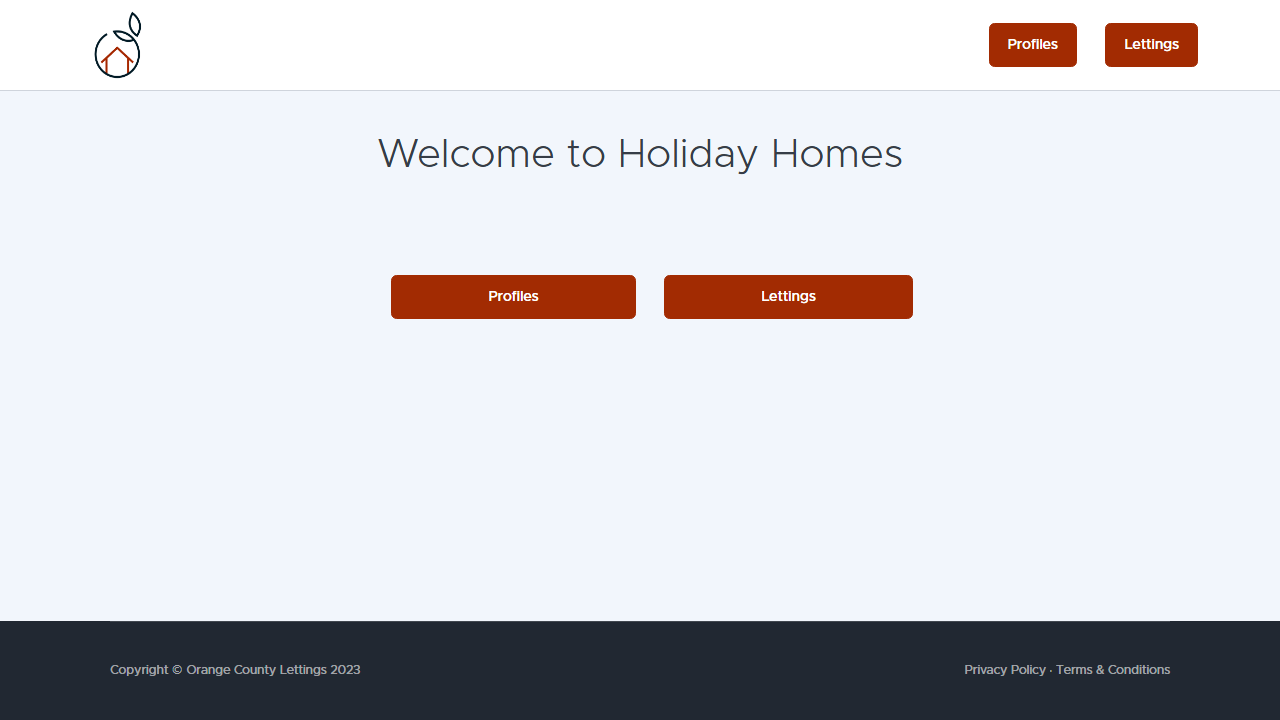 Profiles
Lettings
Welcome to Holiday Homes
Profiles
Lettings
Copyright © Orange County Lettings 2023
Privacy Policy · Terms & Conditions